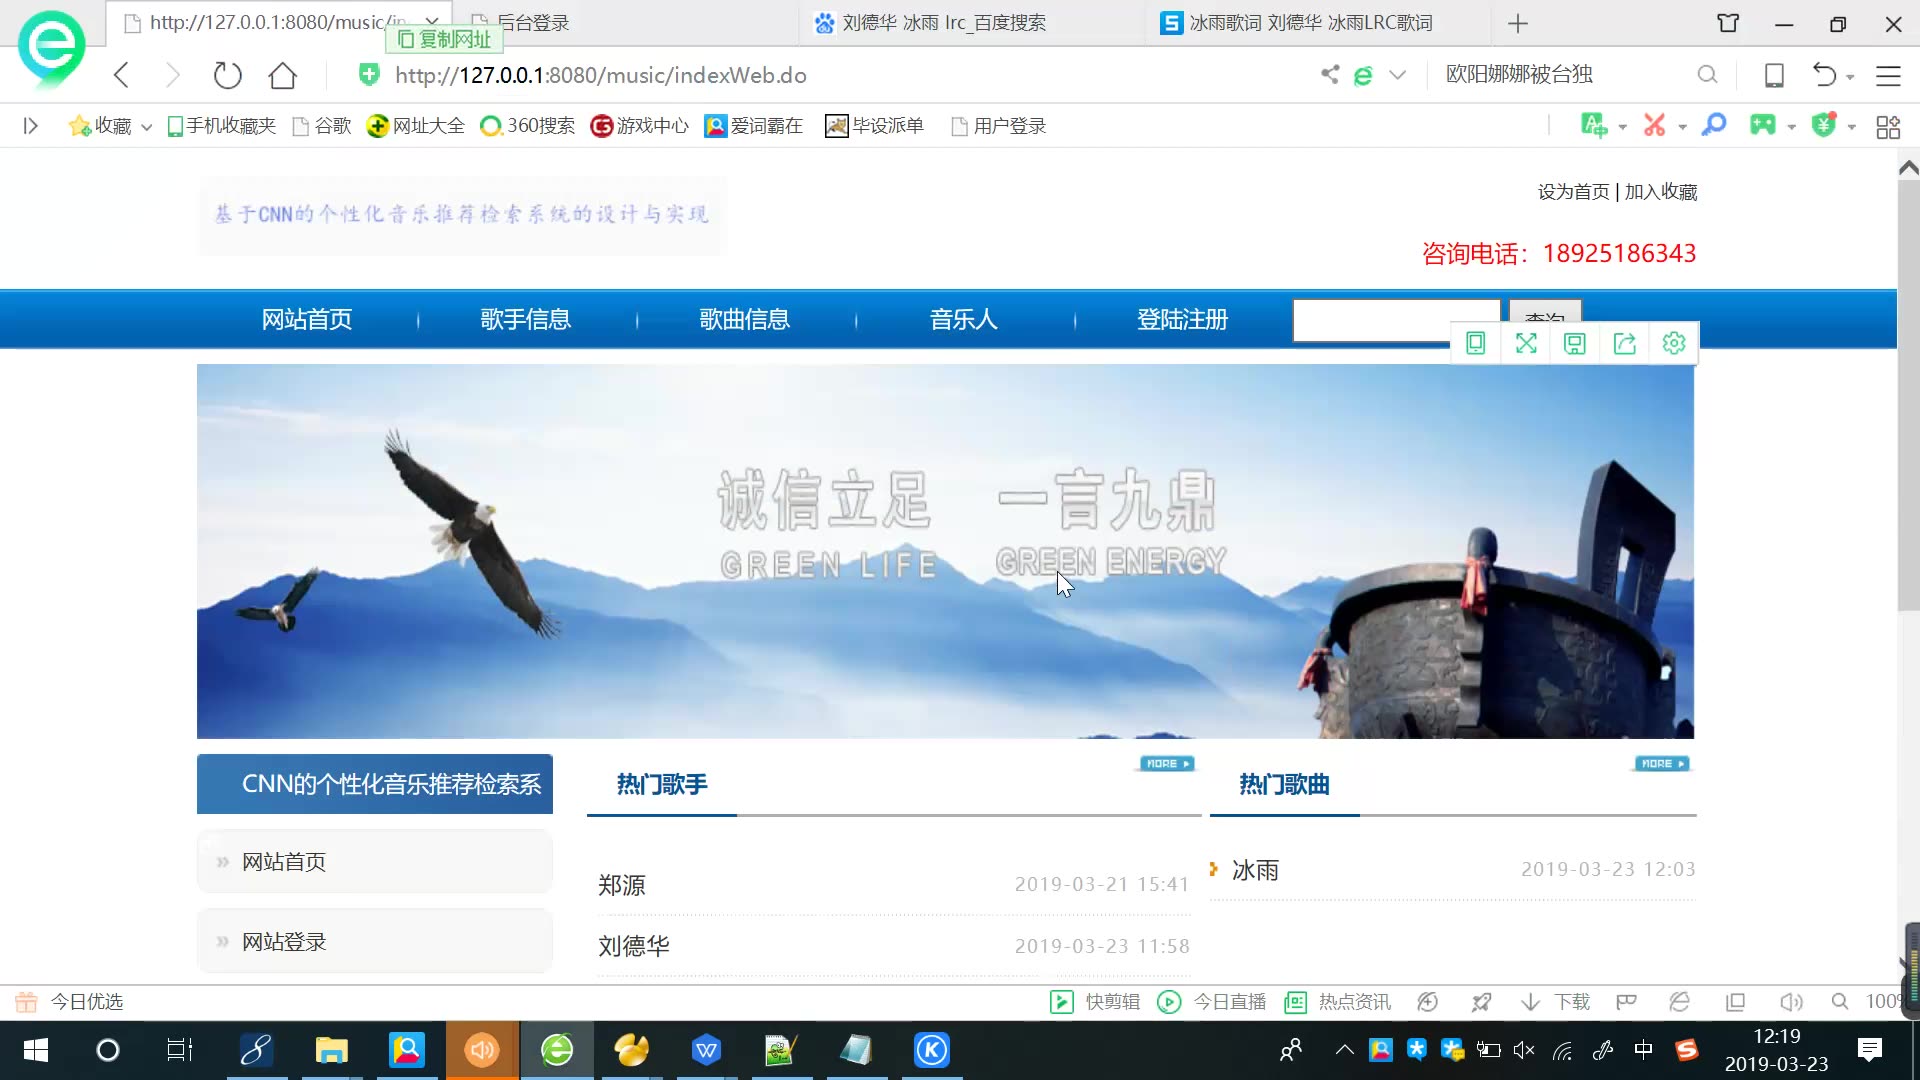 http://127.0.0.1:8080/music/in
后台登录
刘德华 冰雨 lrc_百度搜索
冰雨歌词 刘德华 冰雨LRC歌词
复制网址
http://127.0.0.1:8080/music/indexWeb.do
欧阳娜娜被台独
收藏
手机收藏夹
谷歌
网址大全
360搜索
游戏中心
爱词霸在
毕设派单
用户登录
基于CNN的个性化音乐推荐检索系统的设计与实现
设为首页 | 加入收藏
咨询电话：18925186343
网站首页
歌手信息
歌曲信息
音乐人
登陆注册
查询
诚信立足 一言九鼎
GREEN LIFE GREEN ENERGY
CNN的个性化音乐推荐检索系
热门歌手
MORE
热门歌曲
MORE
网站首页
网站登录
郑源 2019-03-21 15:41
刘德华 2019-03-23 11:58
冰雨 2019-03-23 12:03
今日优选
快剪辑
今日直播
热点资讯
下载
100%
中
12:19
2019-03-23